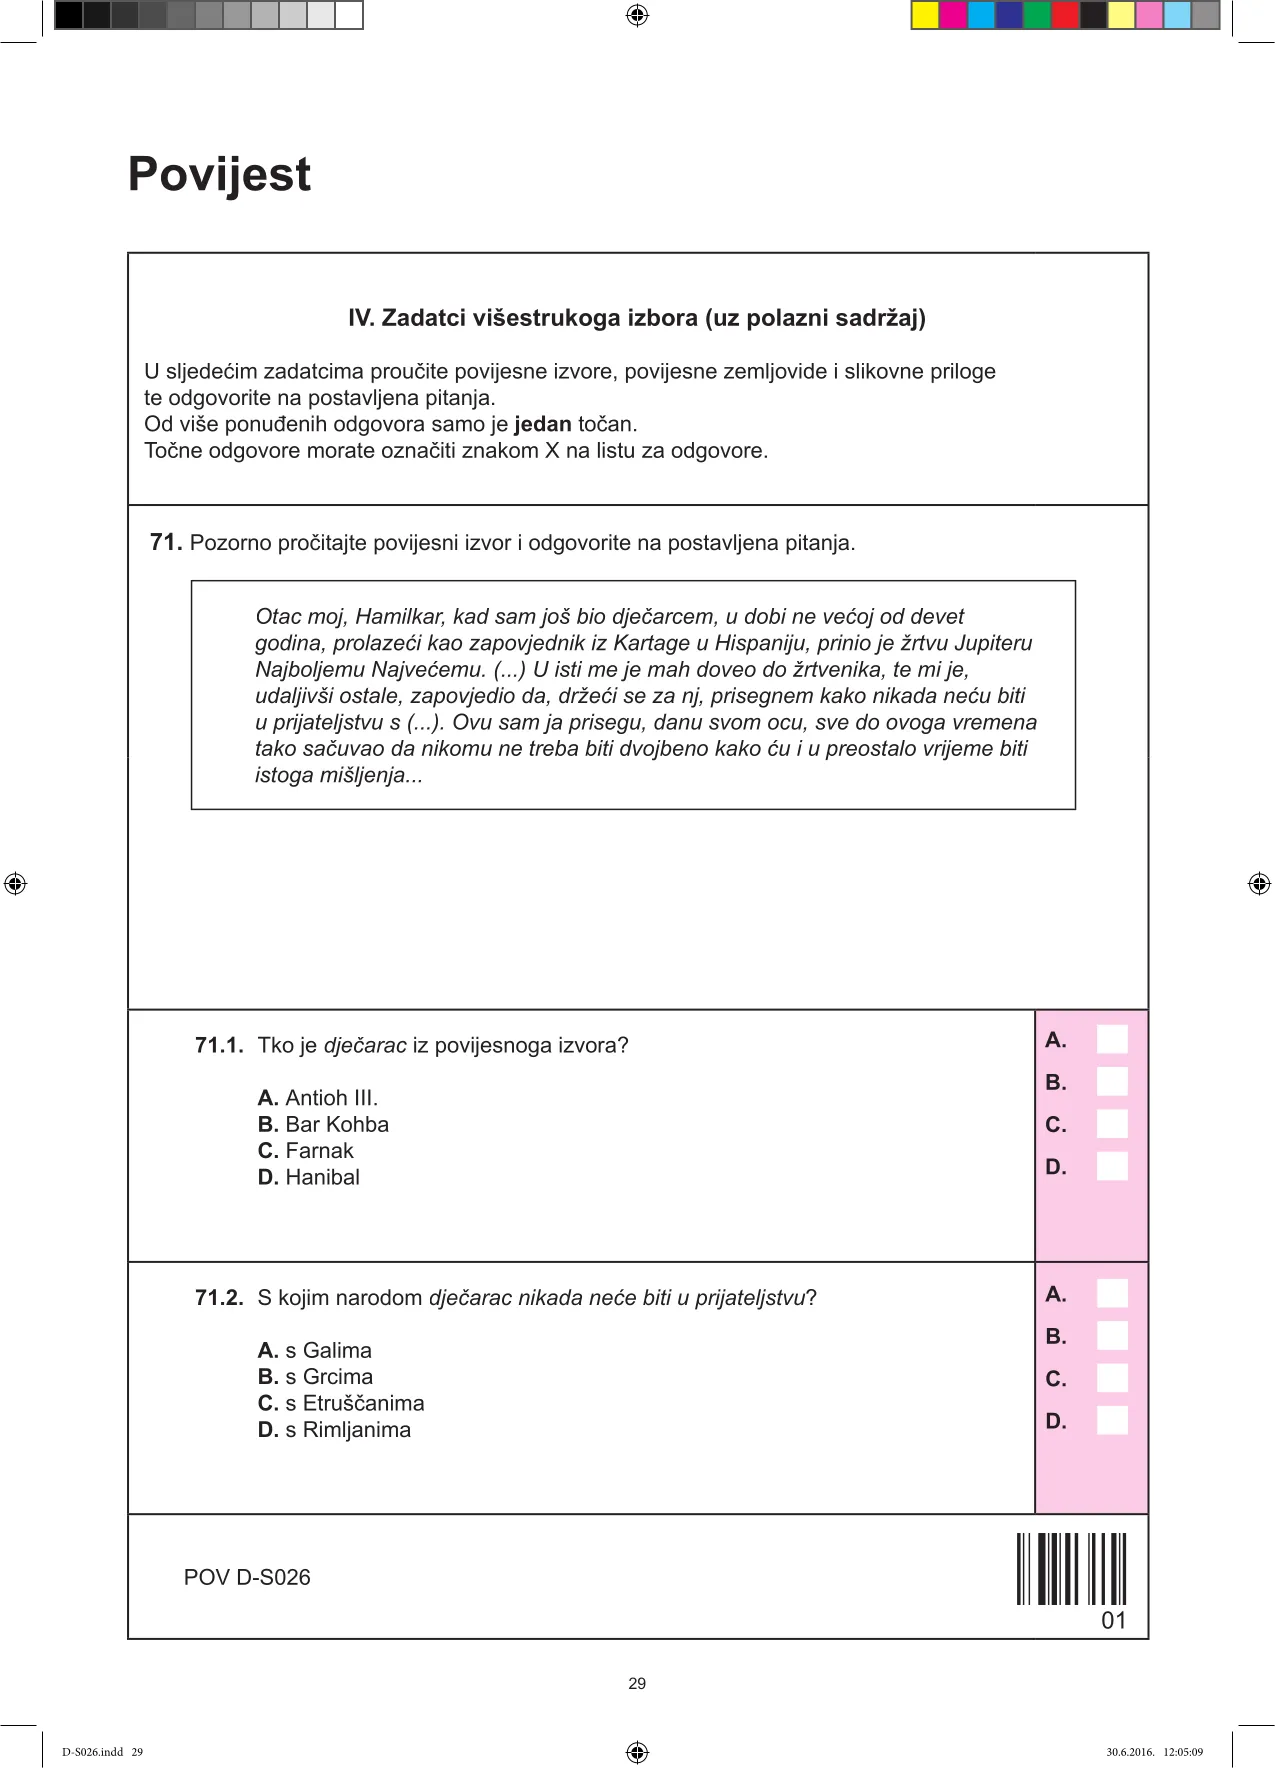 Povijest
IV. Zadatci višestrukoga izbora (uz polazni sadržaj)
U sljedećim zadatcima proučite povijesne izvore, povijesne zemljovide i slikovne priloge
te odgovorite na postavljena pitanja.
Od više ponuđenih odgovora samo je jedan točan.
Točne odgovore morate označiti znakom X na listu za odgovore.
71. Pozorno pročitajte povijesni izvor i odgovorite na postavljena pitanja.
Otac moj, Hamilkar, kad sam još bio dječarcem, u dobi ne većoj od devet
godina, prolazeći kao zapovjednik iz Kartage u Hispaniju, prinio je žrtvu Jupiteru
Najboljemu Najvećemu. (...) U isti me je mah doveo do žrtvenika, te mi je,
udaljivši ostale, zapovjedio da, držeći se za nj, prisegnem kako nikada neću biti
u prijateljstvu s (...). Ovu sam ja prisegu, danu svom ocu, sve do ovoga vremena
tako sačuvao da nikomu ne treba biti dvojbeno kako ću i u preostalo vrijeme biti
istoga mišljenja...
71.1. Tko je dječarac iz povijesnoga izvora?
A. Antioh III.
B. Bar Kohba
C. Farnak
D. Hanibal
A.
B.
C.
D.
71.2. S kojim narodom dječarac nikada neće biti u prijateljstvu?
A. s Galima
B. s Grcima
C. s Etruščanima
D. s Rimljanima
A.
B.
C.
D.
POV D-S026
01
29
D-S026.indd 29
30.6.2016. 12:05:09